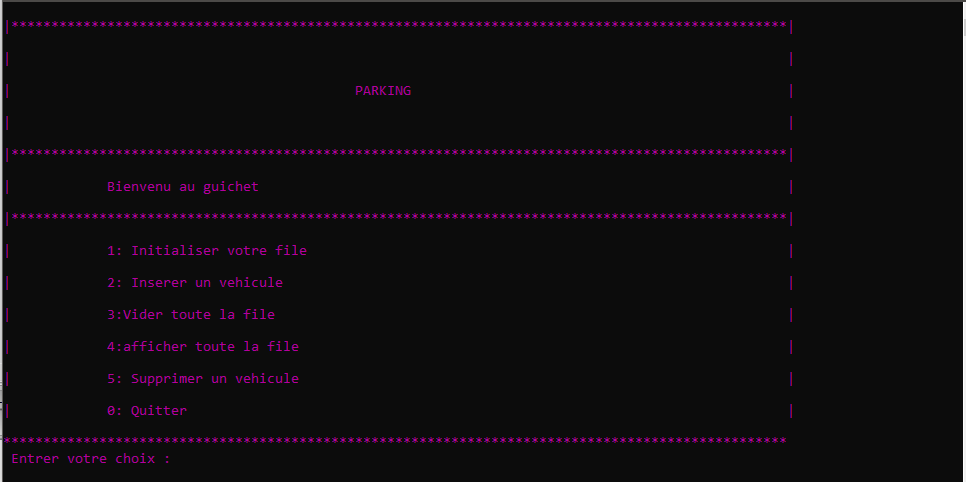 |*************************************************************************************************|
| |
| PARKING |
| |
|*************************************************************************************************|
| Bienvenu au guichet |
|*************************************************************************************************|
| 1: Initialiser votre file |
| 2: Inserer un vehicule |
| 3:Vider toute la file |
| 4:afficher toute la file |
| 5: Supprimer un vehicule |
| 0: Quitter |
**************************************************************************************************
Entrer votre choix :